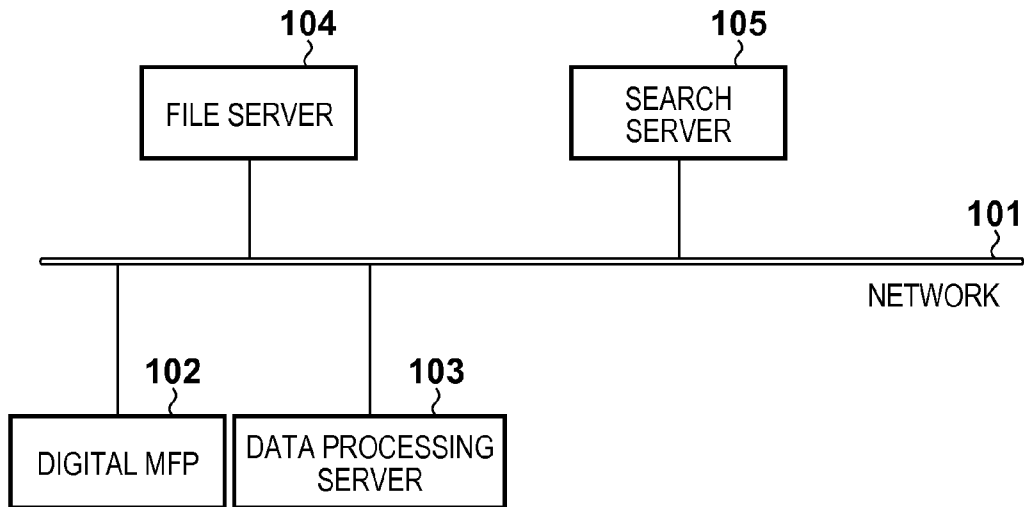 104
105
FILE SERVER
SEARCH
SERVER
101
NETWORK
102
103
DIGITAL MFP
DATA PROCESSING
SERVER